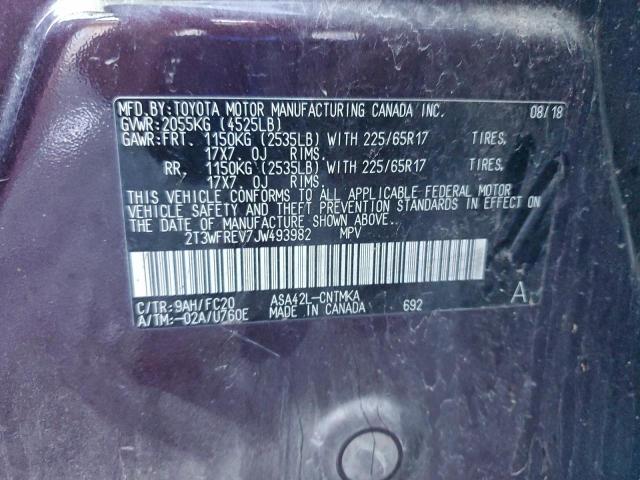 MFD.BY:TOYOTA MOTOR MANUFACTURING CANADA INC. 08/18
GVWR:2055KG (4525LB)
GAWR:FRT. 1150KG (2535LB) WITH 225/65R17 TIRES,
17X7.0J RIMS.
RR. 1150KG (2535LB) WITH 225/65R17 TIRES,
17X7.0J RIMS.
THIS VEHICLE CONFORMS TO ALL APPLICABLE FEDERAL MOTOR
VEHICLE SAFETY AND THEFT PREVENTION STANDARDS IN EFFECT ON
THE DATE OF MANUFACTURE SHOWN ABOVE.
2T3WFREV7JW493982 MPV
C/TR:9AH/FC20 ASA42L-CNTMKA A
A/TM:-02A/U760E MADE IN CANADA 692